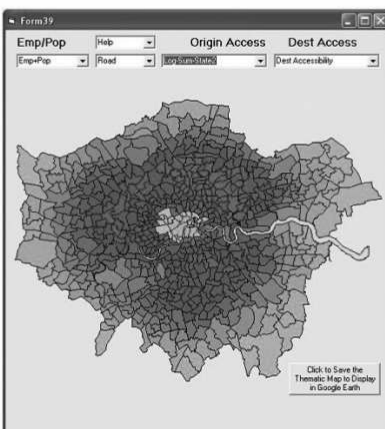 Form39
Emp/Pop
Help
Origin Access
Dest Access
Emp+Pop
Road
Log-Sum-State2
Dest Accessibility
Click to Save the
Thematic Map to Display
in Google Earth